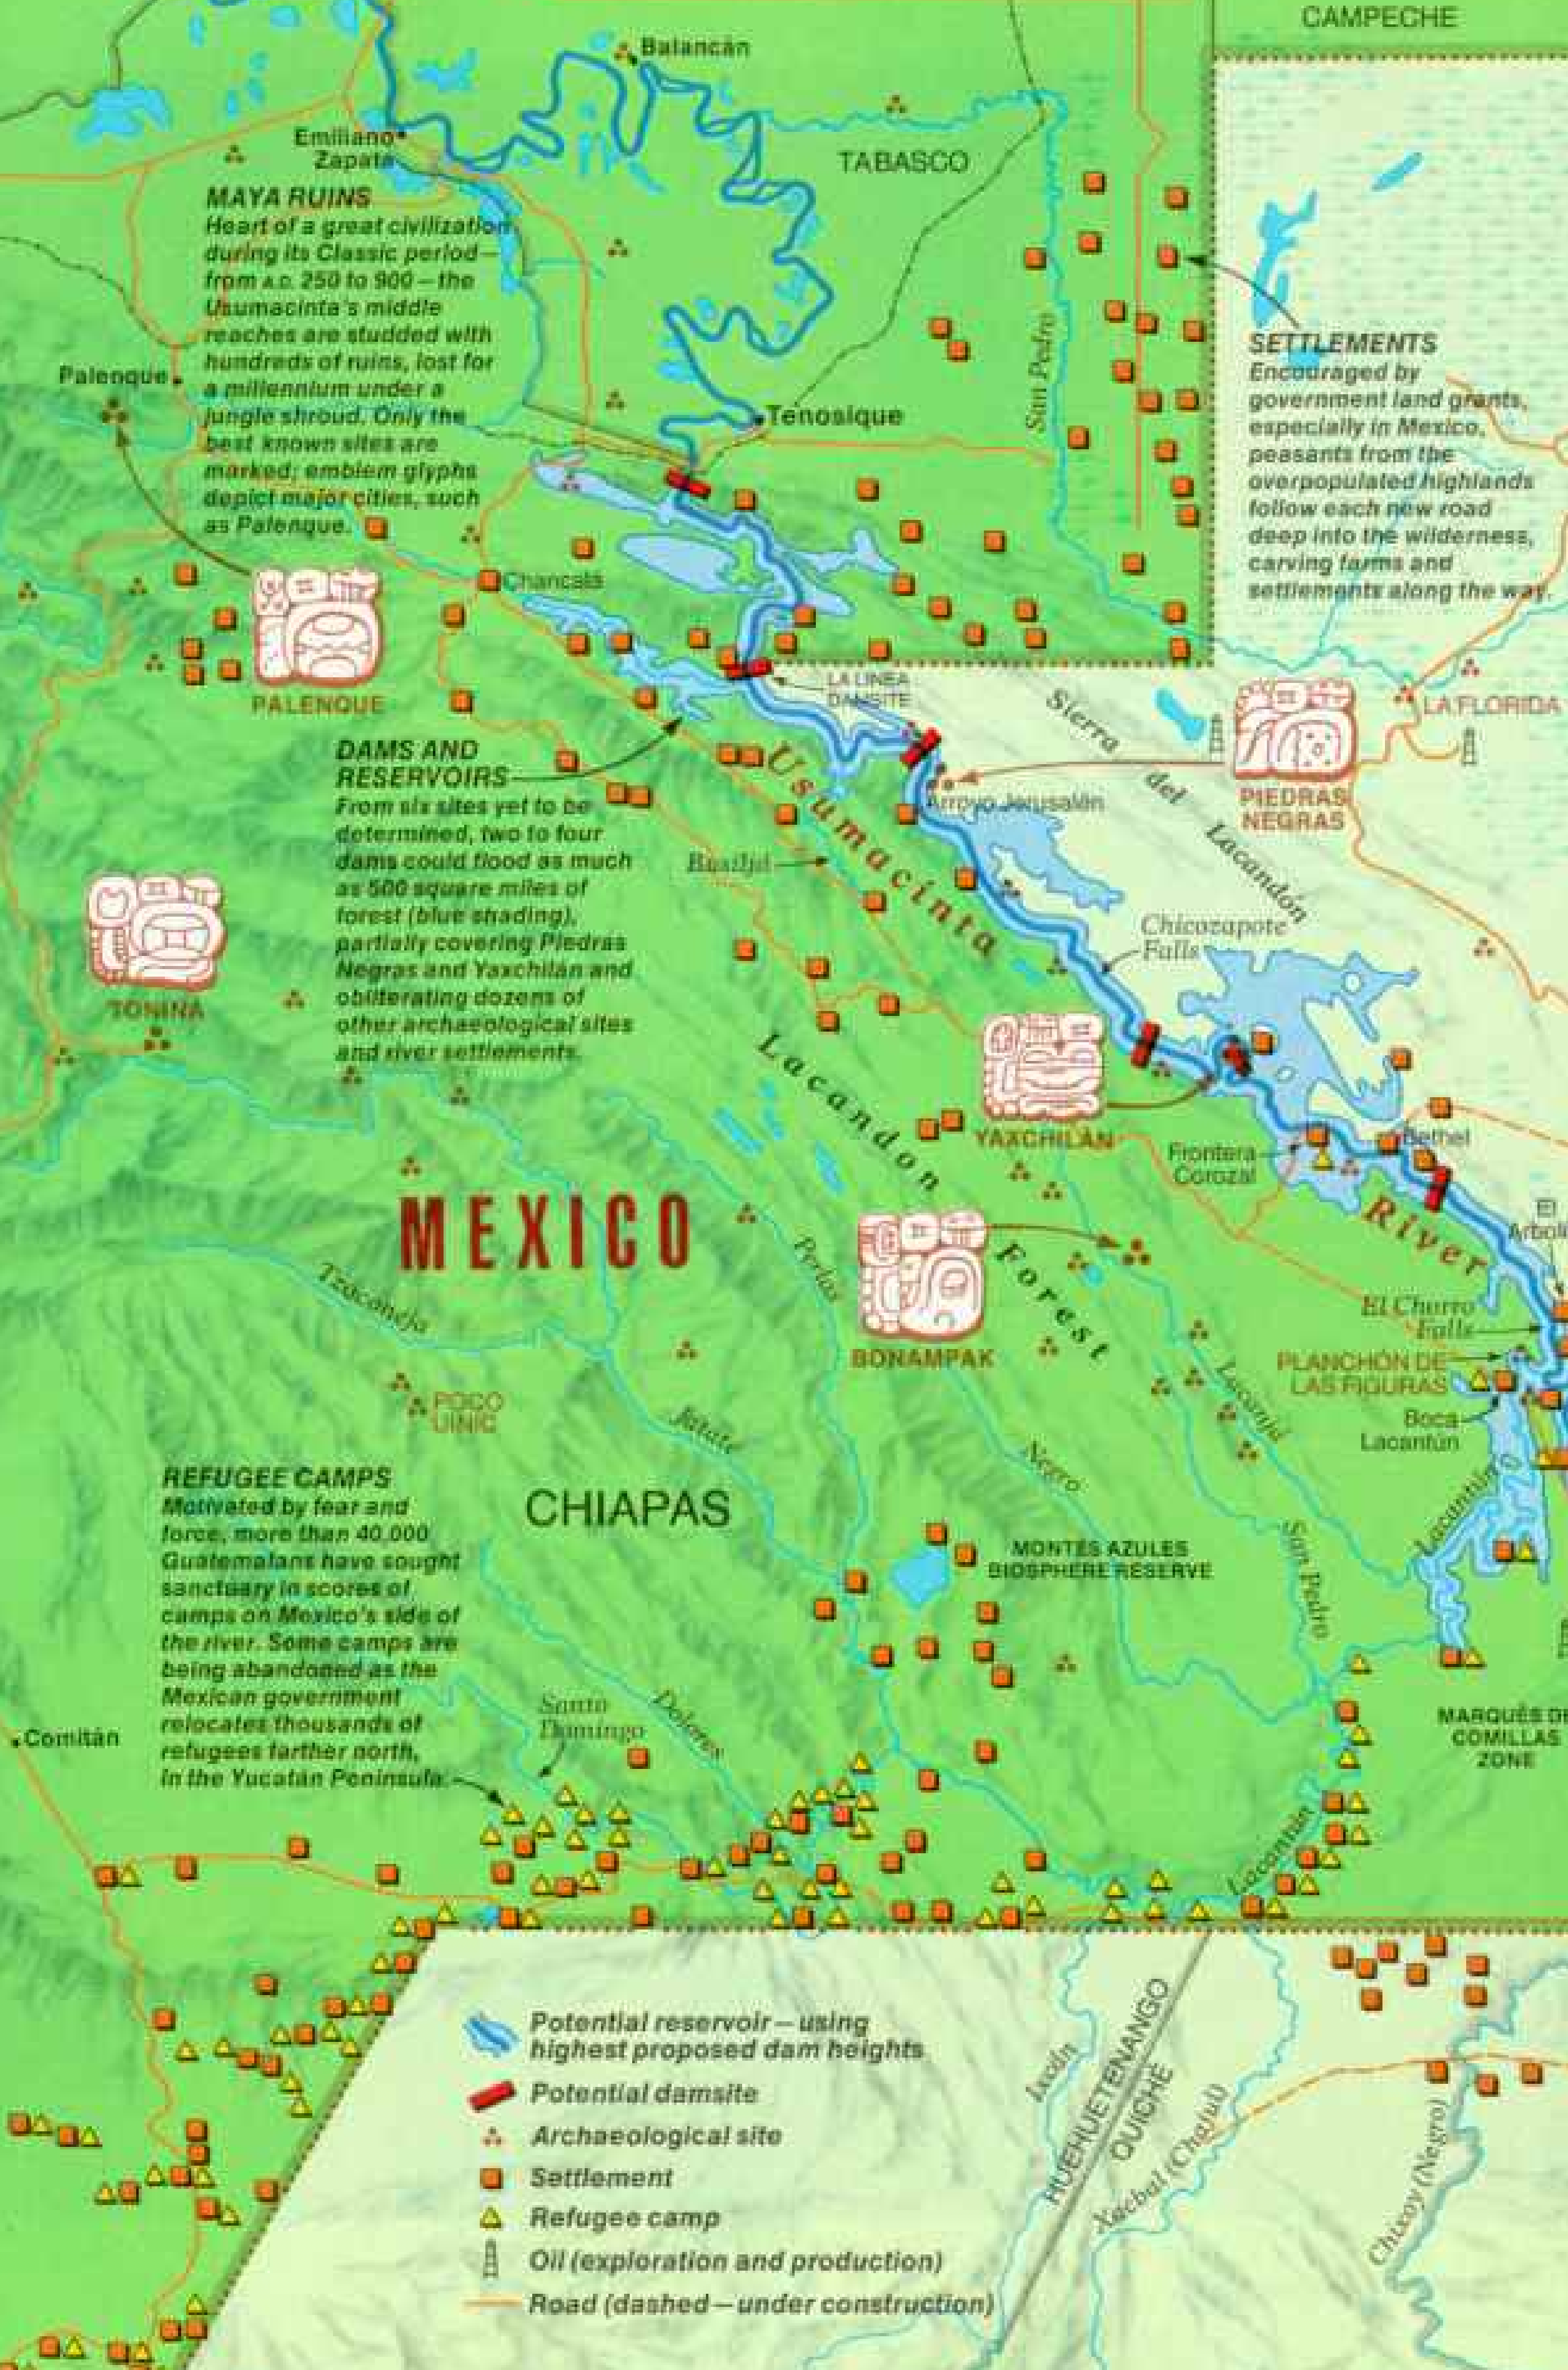 CAMPECHE
Balancán
Emiliano
Zapata
TABASCO
MAYA RUINS
Heart of a great civilization
during its Classic period—
from A.D. 250 to 900—the
Usumacinta's middle
reaches are studded with
hundreds of ruins, lost for
a millennium under a
jungle shroud. Only the
best known sites are
marked; emblem glyphs
depict major cities, such
as Palenque.
Palenque
San Pedro
Tenosique
SETTLEMENTS
Encouraged by
government land grants,
especially in Mexico,
peasants from the
overpopulated highlands
follow each new road
deep into the wilderness,
carving farms and
settlements along the way.
Chancalá
PALENQUE
LA LINEA
DAMSITE
Sierra del Lacandón
LA FLORIDA
PIEDRAS
NEGRAS
DAMS AND
RESERVOIRS
From six sites yet to be
determined, two to four
dams could flood as much
as 500 square miles of
forest (blue shading),
partially covering Piedras
Negras and Yaxchilán and
obliterating dozens of
other archaeological sites
and river settlements.
Usumacinta River
Arroyo Jerusalén
Busiljá
Chicozapote
Falls
TONINA
Lacandon Forest
YAXCHILÁN
Frontera
Corozal
Bethel
El
MEXICO
Perlas
Tzaconeja
BONAMPAK
El Chorro
Falls
PLANCHÓN DE
LAS FIGURAS
Boca
Lacantún
POCO
UINIC
Jataté
Lacanjá
Negro
Lacantún
REFUGEE CAMPS
Motivated by fear and
force, more than 40,000
Guatemalans have sought
sanctuary in scores of
camps on Mexico's side of
the river. Some camps are
being abandoned as the
Mexican government
relocates thousands of
refugees farther north,
in the Yucatán Peninsula.
CHIAPAS
MONTES AZULES
BIOSPHERE RESERVE
San Pedro
Santo
Domingo
Dolores
Comitán
MARQUÉS DE
COMILLAS
ZONE
Lacantún
Potential reservoir—using
highest proposed dam heights
Potential damsite
Archaeological site
Settlement
Refugee camp
Oil (exploration and production)
Road (dashed—under construction)
Ixcán
HUEHUETENANGO
QUICHÉ
Xacbal (Chajul)
Chixoy (Negro)